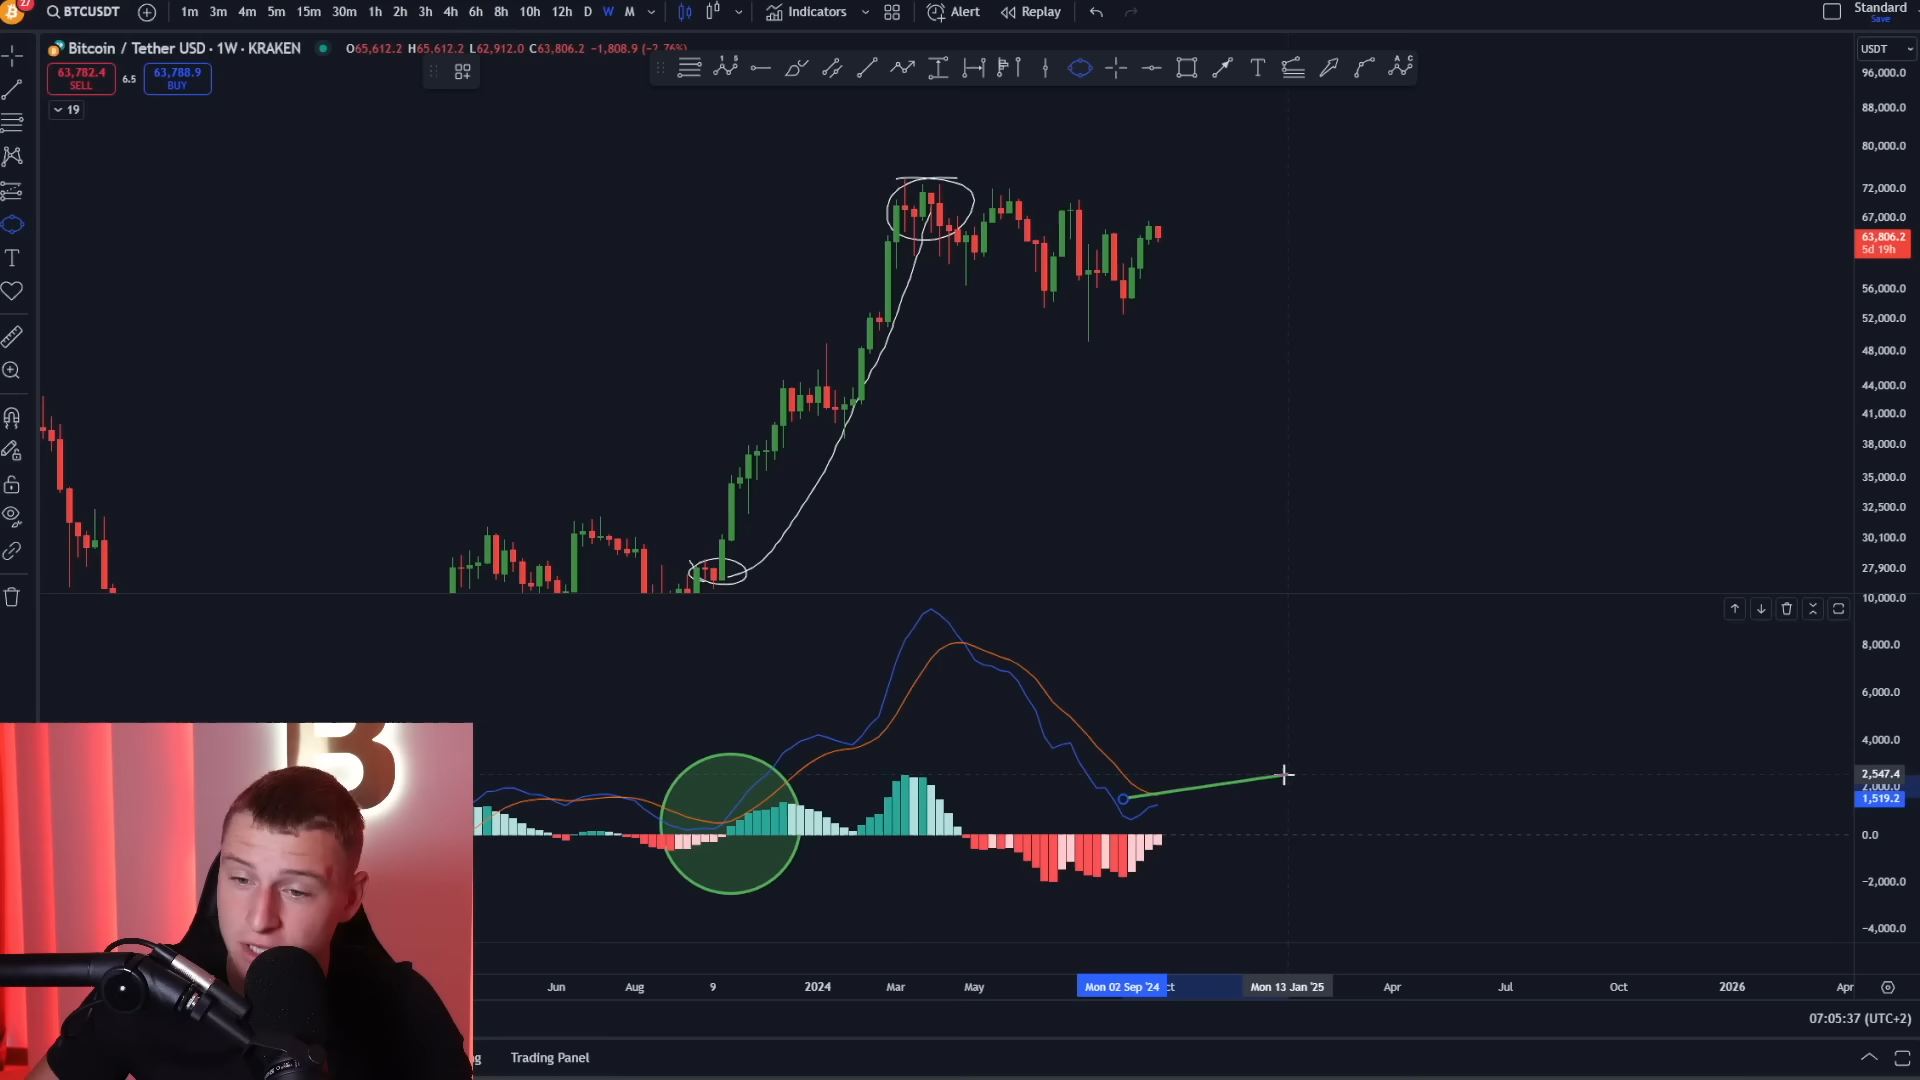 27
BTCUSDT
1m 3m 4m 5m 15m 30m 1h 2h 3h 4h 6h 8h 10h 12h D W M
Indicators
Alert
Replay
Standard
Save
Bitcoin / Tether USD · 1W · KRAKEN
O65,612.2 H65,612.2 L62,912.0 C63,806.2 −1,808.9 (−2.76%)
USDT
63,782.4
SELL
6.5
63,788.9
BUY
19
96,000.0
88,000.0
80,000.0
72,000.0
67,000.0
63,806.2
5d 19h
56,000.0
52,000.0
48,000.0
44,000.0
41,000.0
38,000.0
35,000.0
32,500.0
30,100.0
27,900.0
10,000.0
8,000.0
6,000.0
4,000.0
2,547.4
2,000.0
1,519.2
0.0
−2,000.0
−4,000.0
B
Jun Aug 9 2024 Mar May Mon 02 Sep '24 ct Mon 13 Jan '25 Apr Jul Oct 2026 Apr
07:05:37 (UTC+2)
Trading Panel